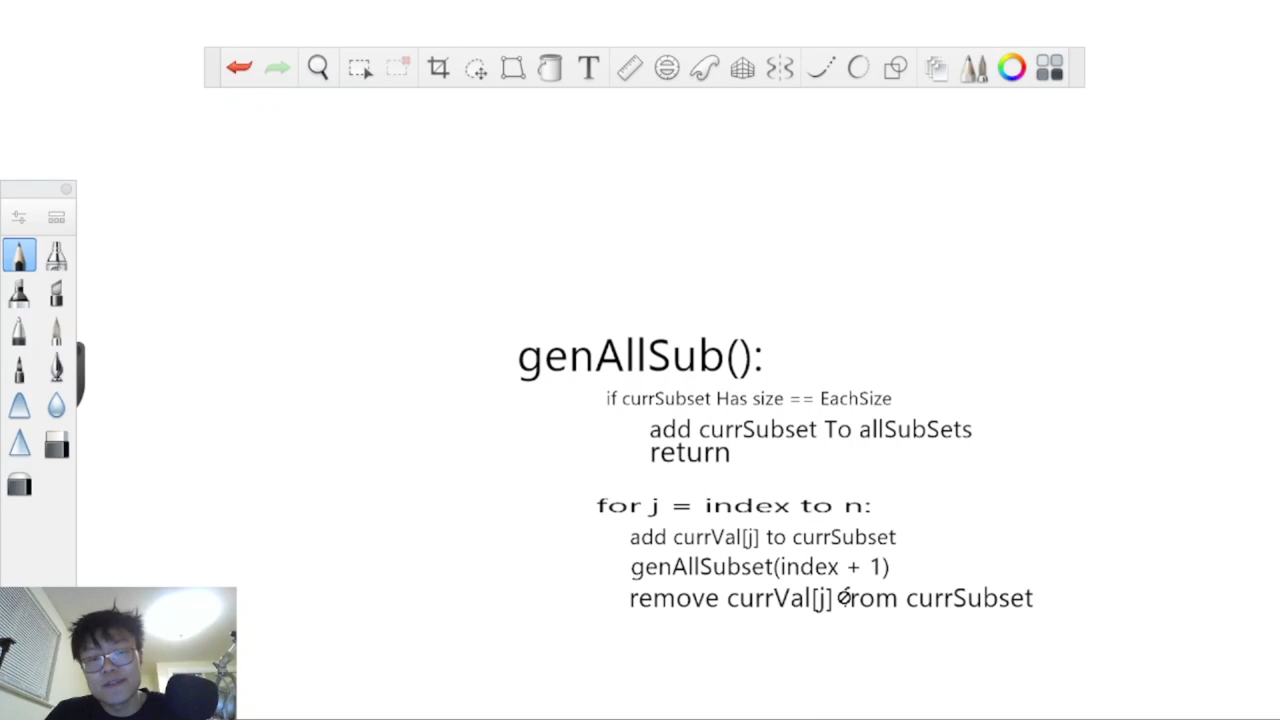 genAllSub():
if currSubset Has size == EachSize
add currSubset To allSubSets
return
for j = index to n:
add currVal[j] to currSubset
genAllSubset(index + 1)
remove currVal[j] from currSubset